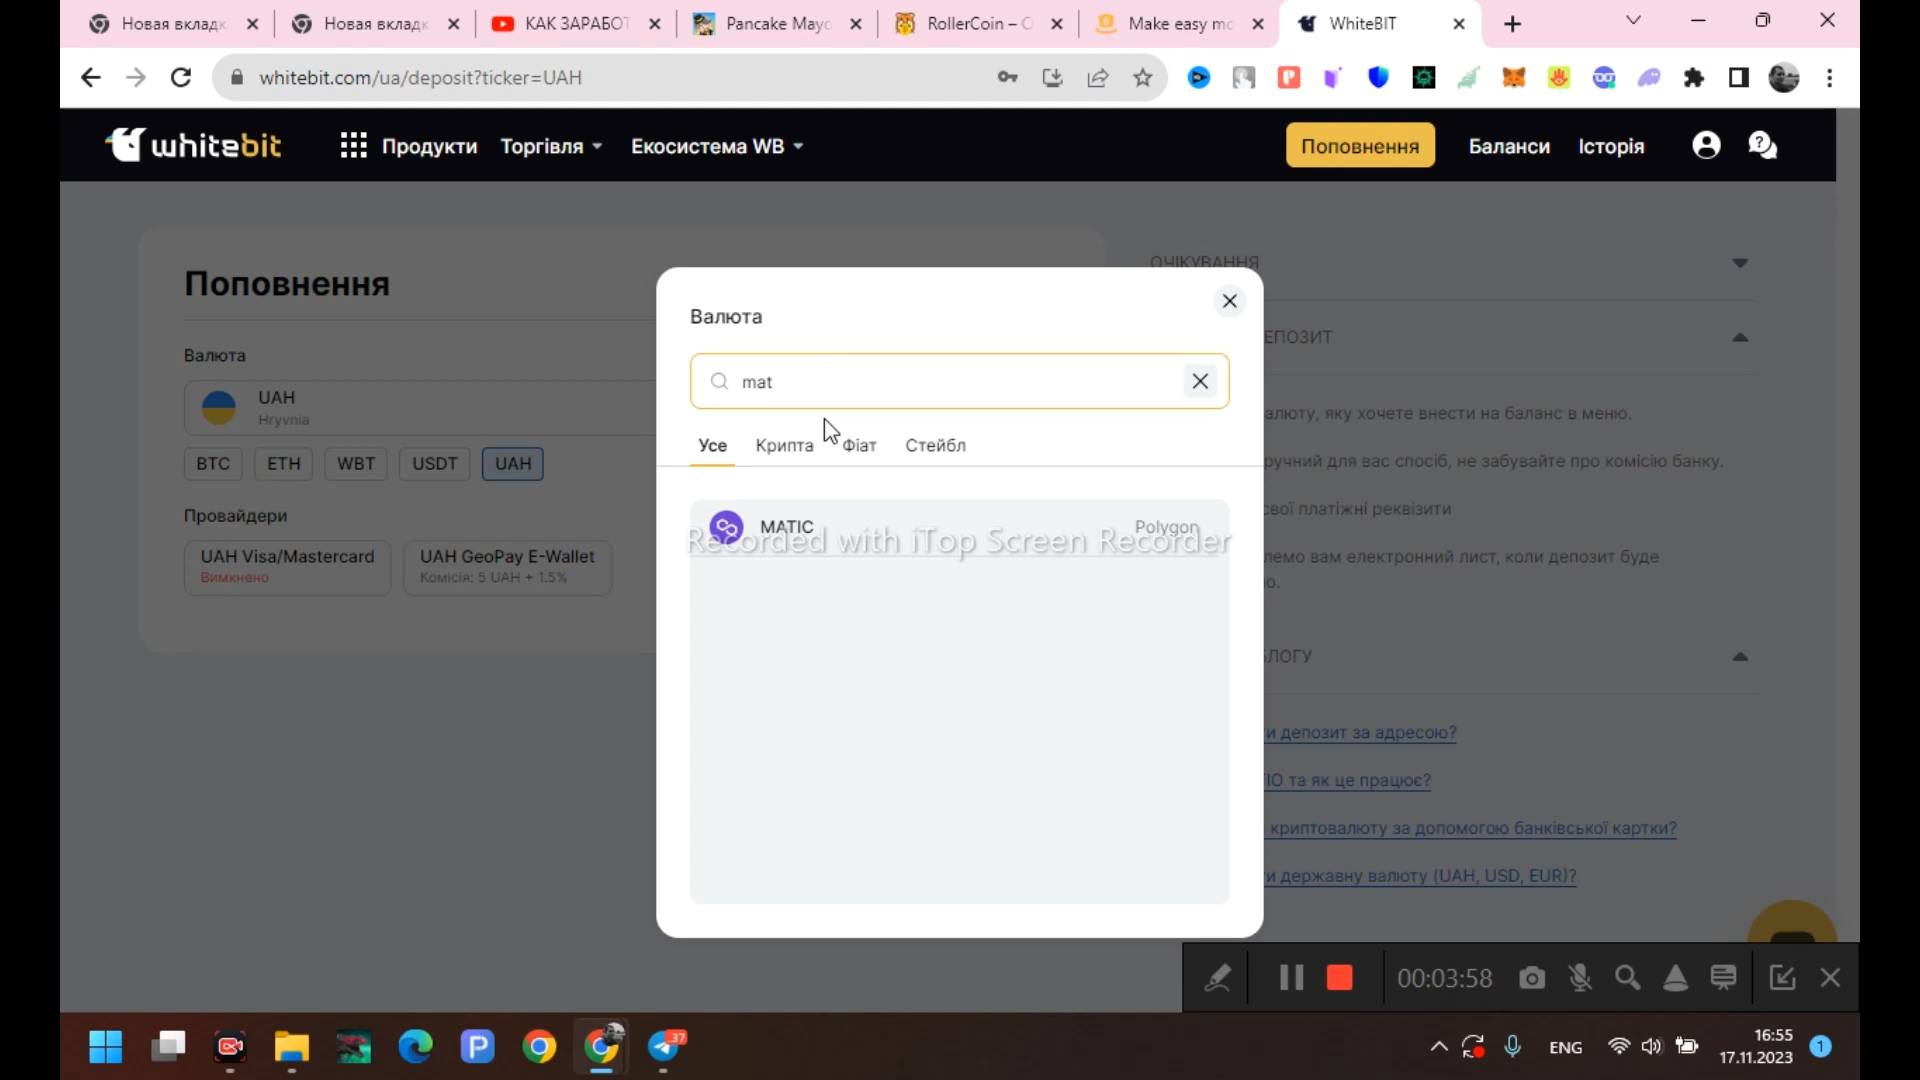 Новая вкладк
Новая вкладк
КАК ЗАРАБОТ
Pancake Mayo
RollerCoin – 
Make easy mo
WhiteBIT
whitebit.com/ua/deposit?ticker=UAH
whitebit
Продукти
Торгівля
Екосистема WB
Поповнення
Баланси
Історія
Поповнення
Валюта
UAH
Hryvnia
BTC
ETH
WBT
USDT
UAH
Провайдери
UAH Visa/Mastercard
Вимкнено
UAH GeoPay E-Wallet
Комісія: 5 UAH + 1.5%
Валюта
mat
Усе
Крипта
Фіат
Стейбл
MATIC
Polygon
Recorded with iTop Screen Recorder
ОЧІКУВАННЯ
ЕПОЗИТ
алюту, яку хочете внести на баланс в меню.
ручний для вас спосіб, не забувайте про комісію банку.
свої платіжні реквізити
лемо вам електронний лист, коли депозит буде
о.
БЛОГУ
и депозит за адресою?
ІО та як це працює?
криптовалюту за допомогою банківської картки?
и державну валюту (UAH, USD, EUR)?
00:03:58
37
ENG
16:55
17.11.2023
1